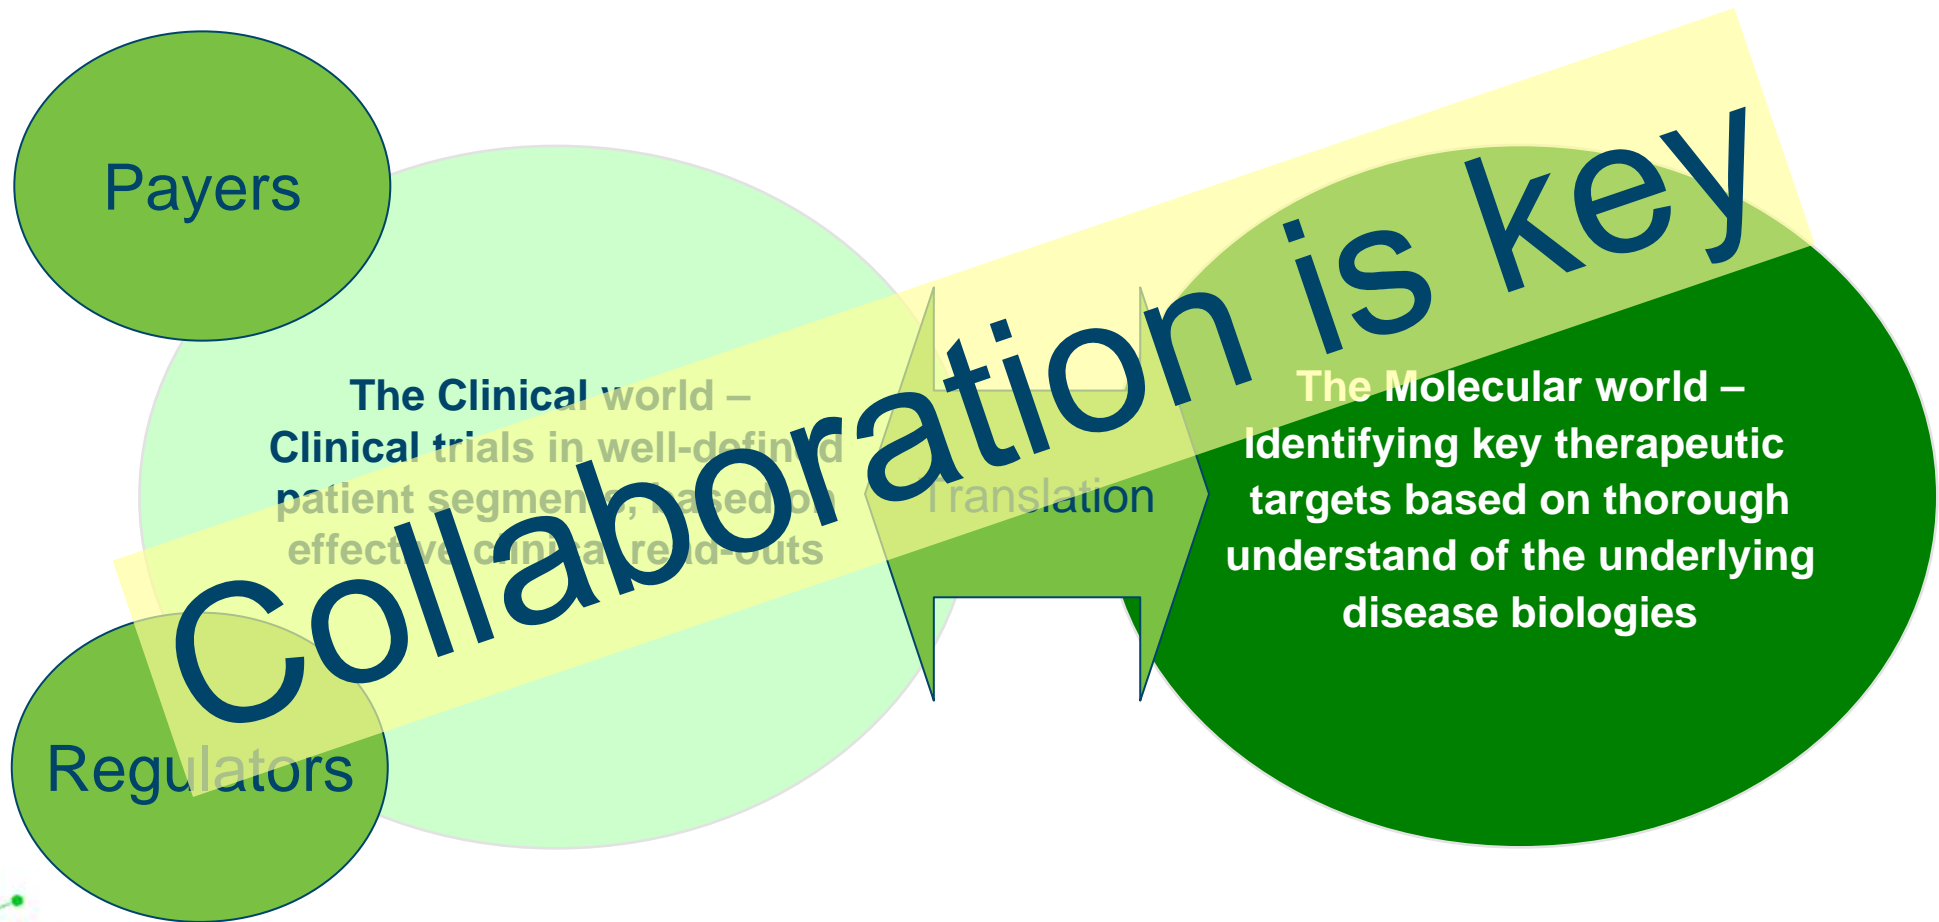 Payers
The Clinical world –
Clinical trials in well-defined
patient segments, based on
effective clinical read-outs
Translation
The Molecular world –
Identifying key therapeutic
targets based on thorough
understand of the underlying
disease biologies
Regulators
Collaboration is key